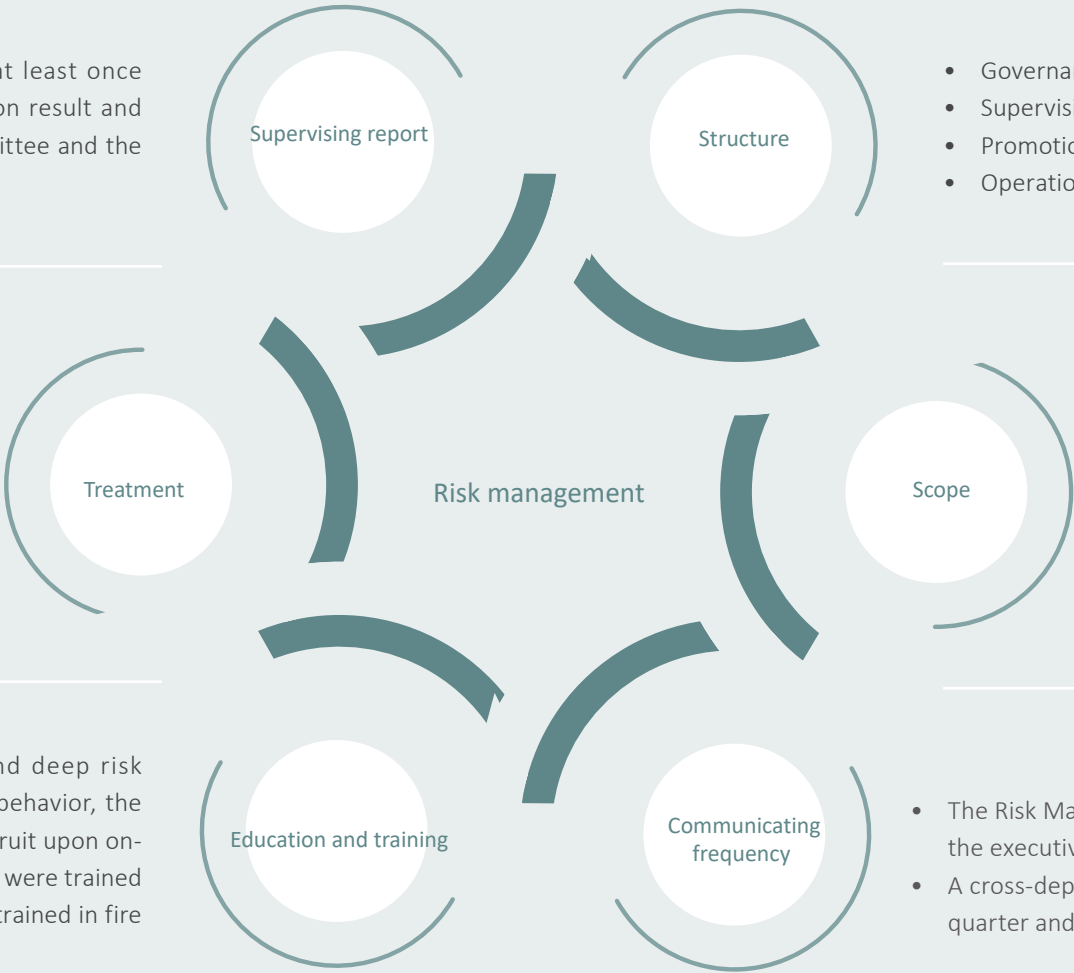 at least once
on result and
ittee and the
Supervising report
Structure
• Governa
• Supervisi
• Promotio
• Operatio
Treatment
Risk management
Scope
nd deep risk
behavior, the
ruit upon on-
were trained
trained in fire
Education and training
Communicating
frequency
• The Risk Ma
the executiv
• A cross-dep
quarter and